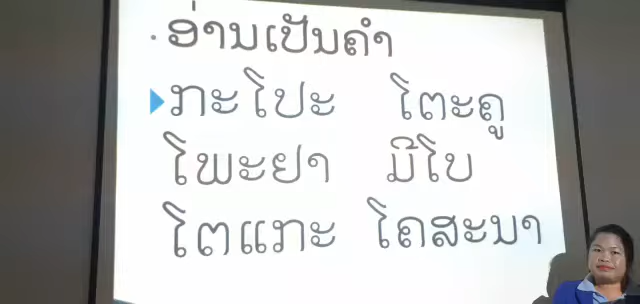 . ອ່ານເປັນຄຳ
ກະໂປະ ໂຕະຄູ
ໂພະຢາ ມີໂບ
ໂຕແກະ ໂຄສະນາ